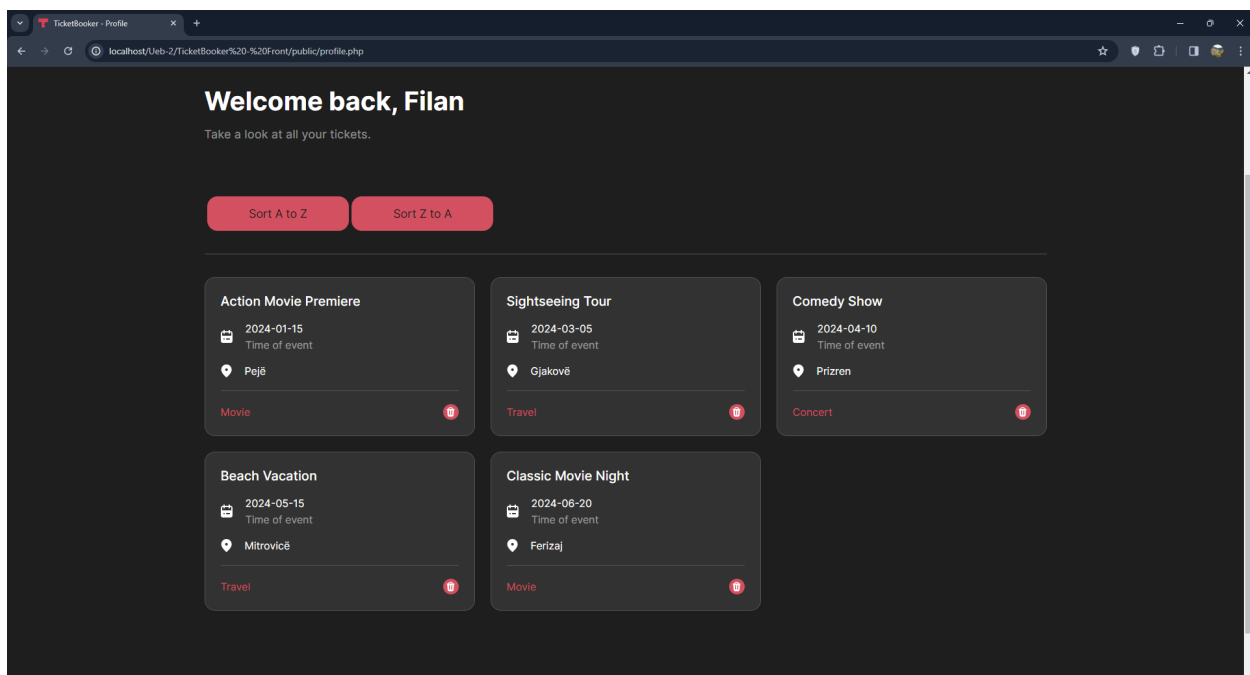 TicketBooker - Profile
localhost/Ueb-2/TicketBooker%20-%20Front/public/profile.php
Welcome back, Filan
Take a look at all your tickets.
Sort A to Z
Sort Z to A
Action Movie Premiere
2024-01-15
Time of event
Pejë
Movie
Sightseeing Tour
2024-03-05
Time of event
Gjakovë
Travel
Comedy Show
2024-04-10
Time of event
Prizren
Concert
Beach Vacation
2024-05-15
Time of event
Mitrovicë
Travel
Classic Movie Night
2024-06-20
Time of event
Ferizaj
Movie